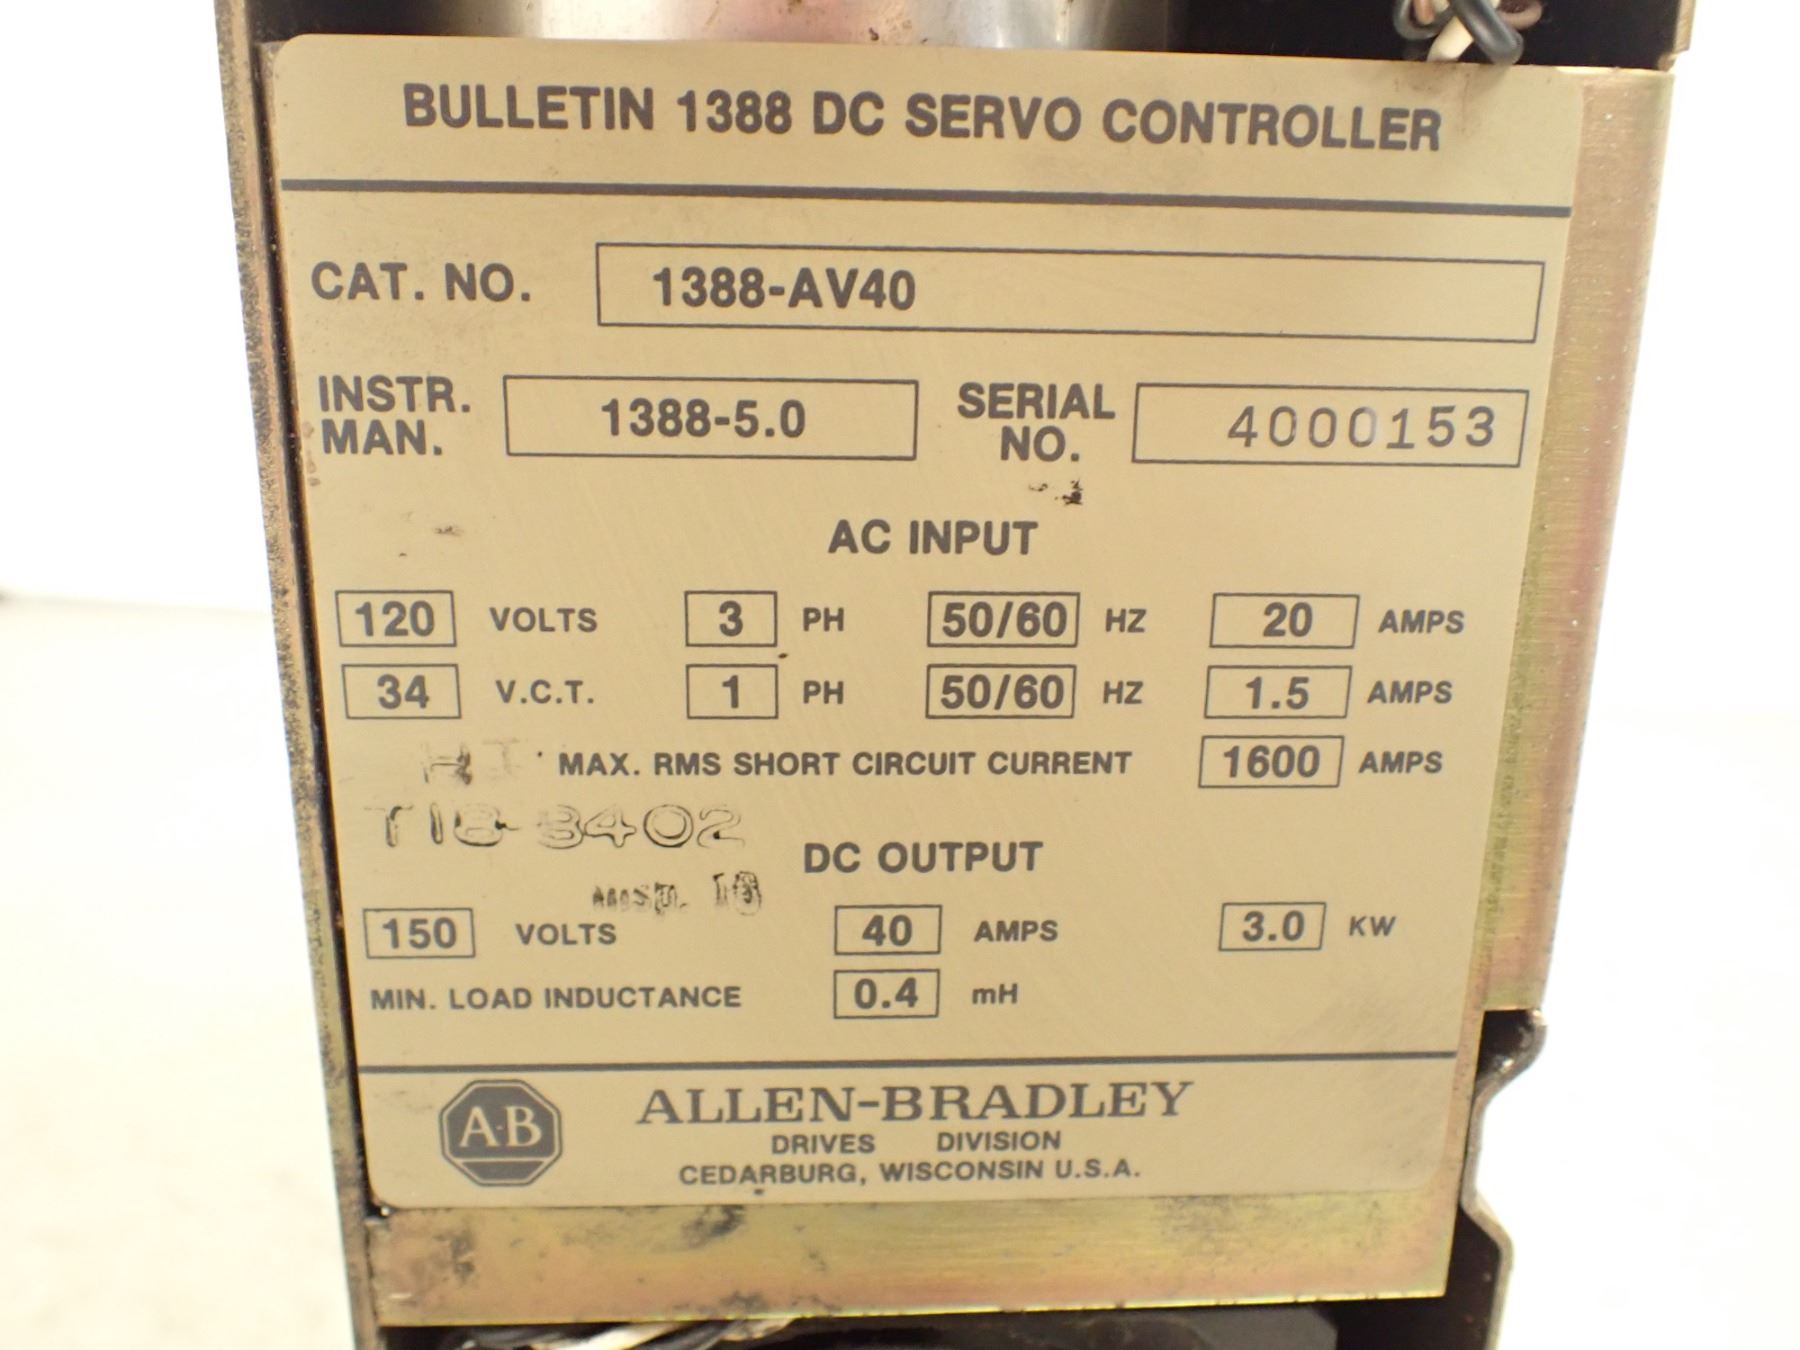 BULLETIN 1388 DC SERVO CONTROLLER
CAT. NO. 1388-AV40
INSTR. MAN. 1388-5.0 SERIAL NO. 4000153
AC INPUT
120 VOLTS 3 PH 50/60 HZ 20 AMPS
34 V.C.T. 1 PH 50/60 HZ 1.5 AMPS
MAX. RMS SHORT CIRCUIT CURRENT 1600 AMPS
DC OUTPUT
150 VOLTS 40 AMPS 3.0 KW
MIN. LOAD INDUCTANCE 0.4 mH
A-B ALLEN-BRADLEY
DRIVES DIVISION
CEDARBURG, WISCONSIN U.S.A.